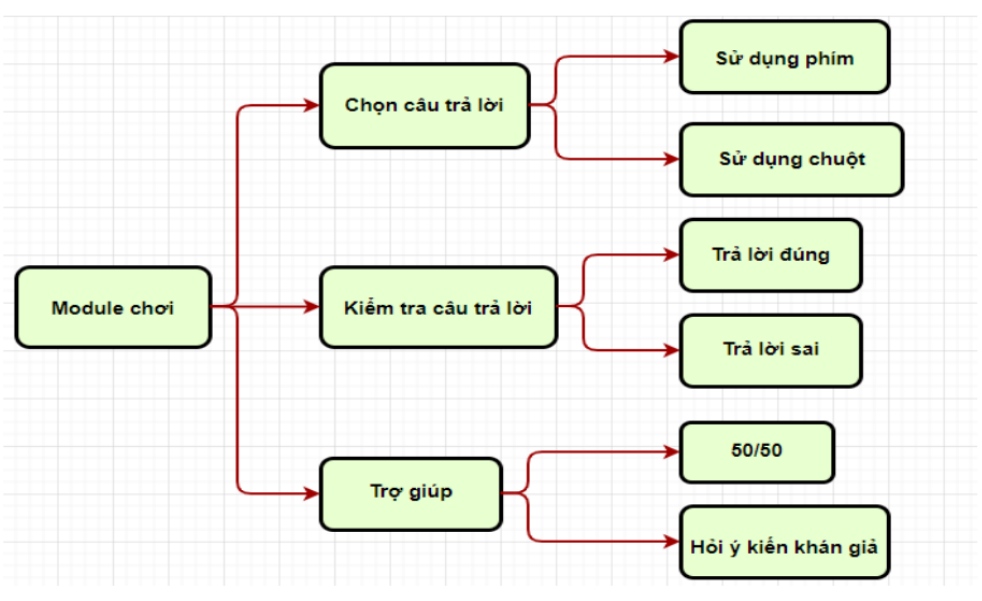 Module chơi
Chọn câu trả lời
Sử dụng phím
Sử dụng chuột
Kiểm tra câu trả lời
Trả lời đúng
Trả lời sai
Trợ giúp
50/50
Hỏi ý kiến khán giả